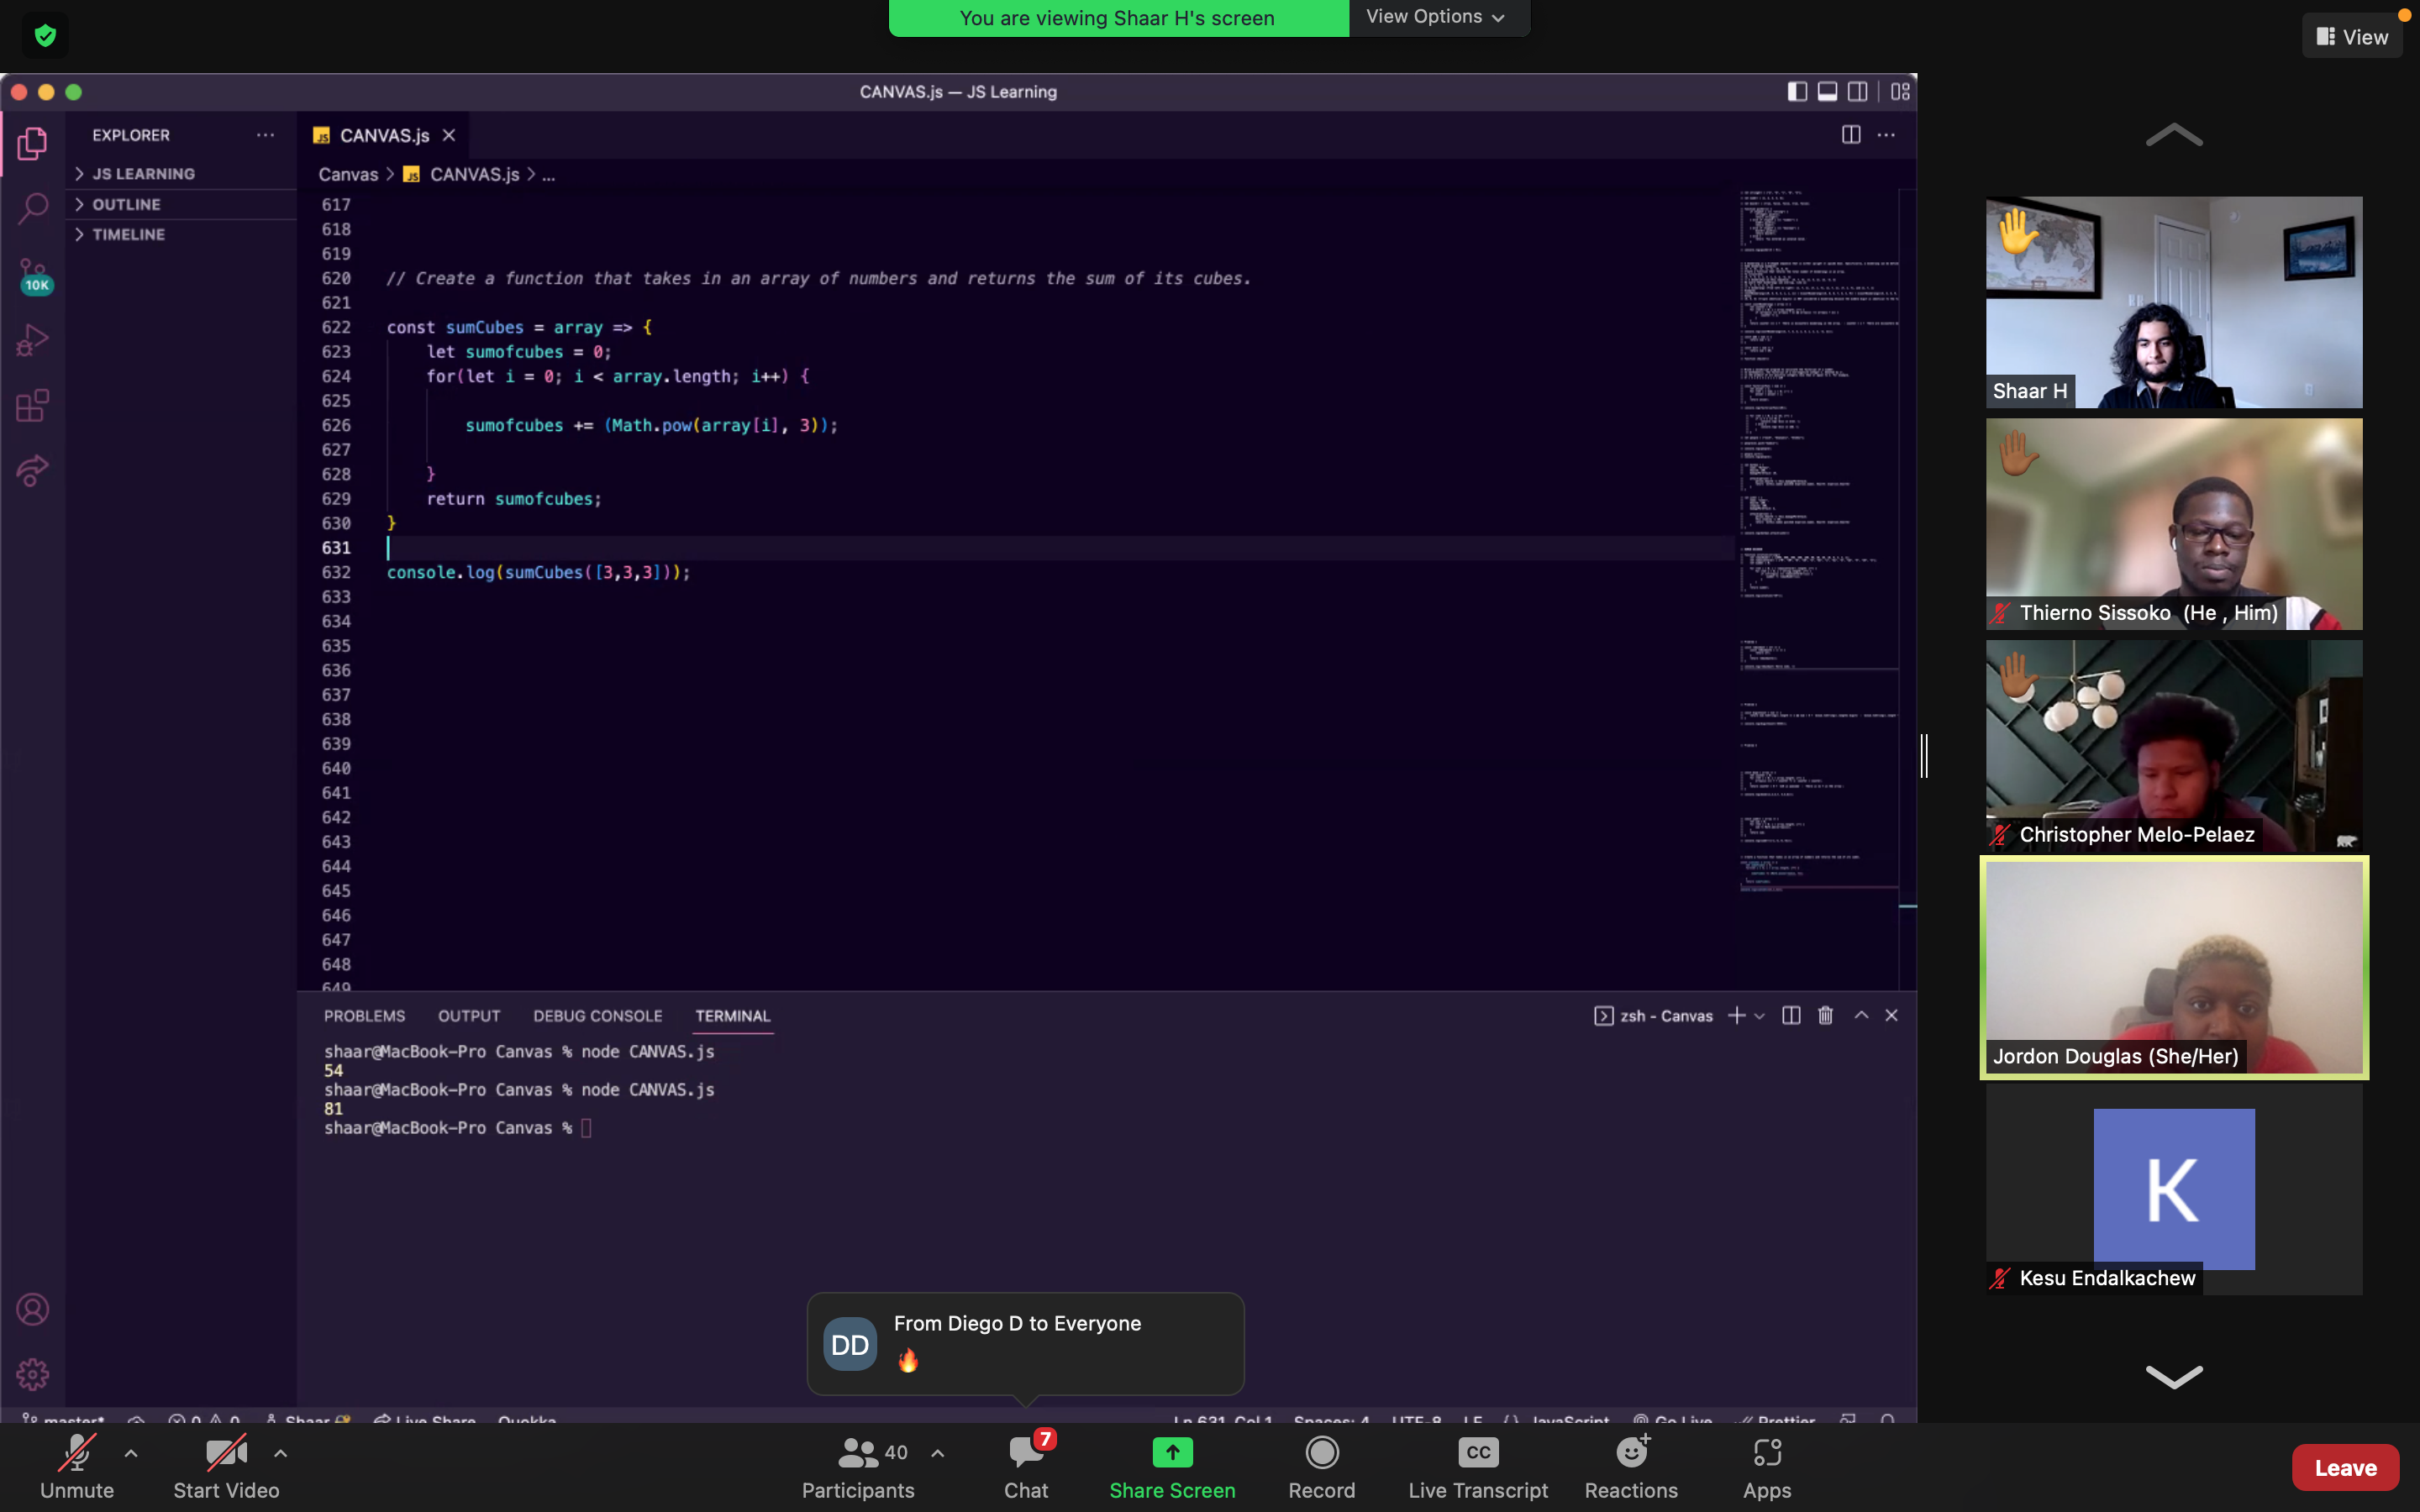 You are viewing Shaar H's screen
View Options
View
CANVAS.js — JS Learning
EXPLORER
JS LEARNING
OUTLINE
TIMELINE
10K
JS CANVAS.js
Canvas > JS CANVAS.js > ...
617
618
619
620 // Create a function that takes in an array of numbers and returns the sum of its cubes.
621
622 const sumCubes = array => {
623 let sumofcubes = 0;
624 for(let i = 0; i < array.length; i++) {
625
626 sumofcubes += (Math.pow(array[i], 3));
627
628 }
629 return sumofcubes;
630 }
631
632 console.log(sumCubes([3,3,3]));
633
634
635
636
637
638
639
640
641
642
643
644
645
646
647
648
649
PROBLEMS OUTPUT DEBUG CONSOLE TERMINAL
zsh - Canvas
shaar@MacBook-Pro Canvas % node CANVAS.js
54
shaar@MacBook-Pro Canvas % node CANVAS.js
81
shaar@MacBook-Pro Canvas %
master* 0 0 Shaar Live Share Quokka
Ln 631, Col 1 Spaces: 4 UTF-8 LF {} JavaScript Go Live Prettier
DD
From Diego D to Everyone
🔥
Shaar H
Thierno Sissoko (He , Him)
Christopher Melo-Pelaez
Jordon Douglas (She/Her)
K
Kesu Endalkachew
Unmute
Start Video
40
Participants
7
Chat
Share Screen
Record
CC
Live Transcript
Reactions
Apps
Leave